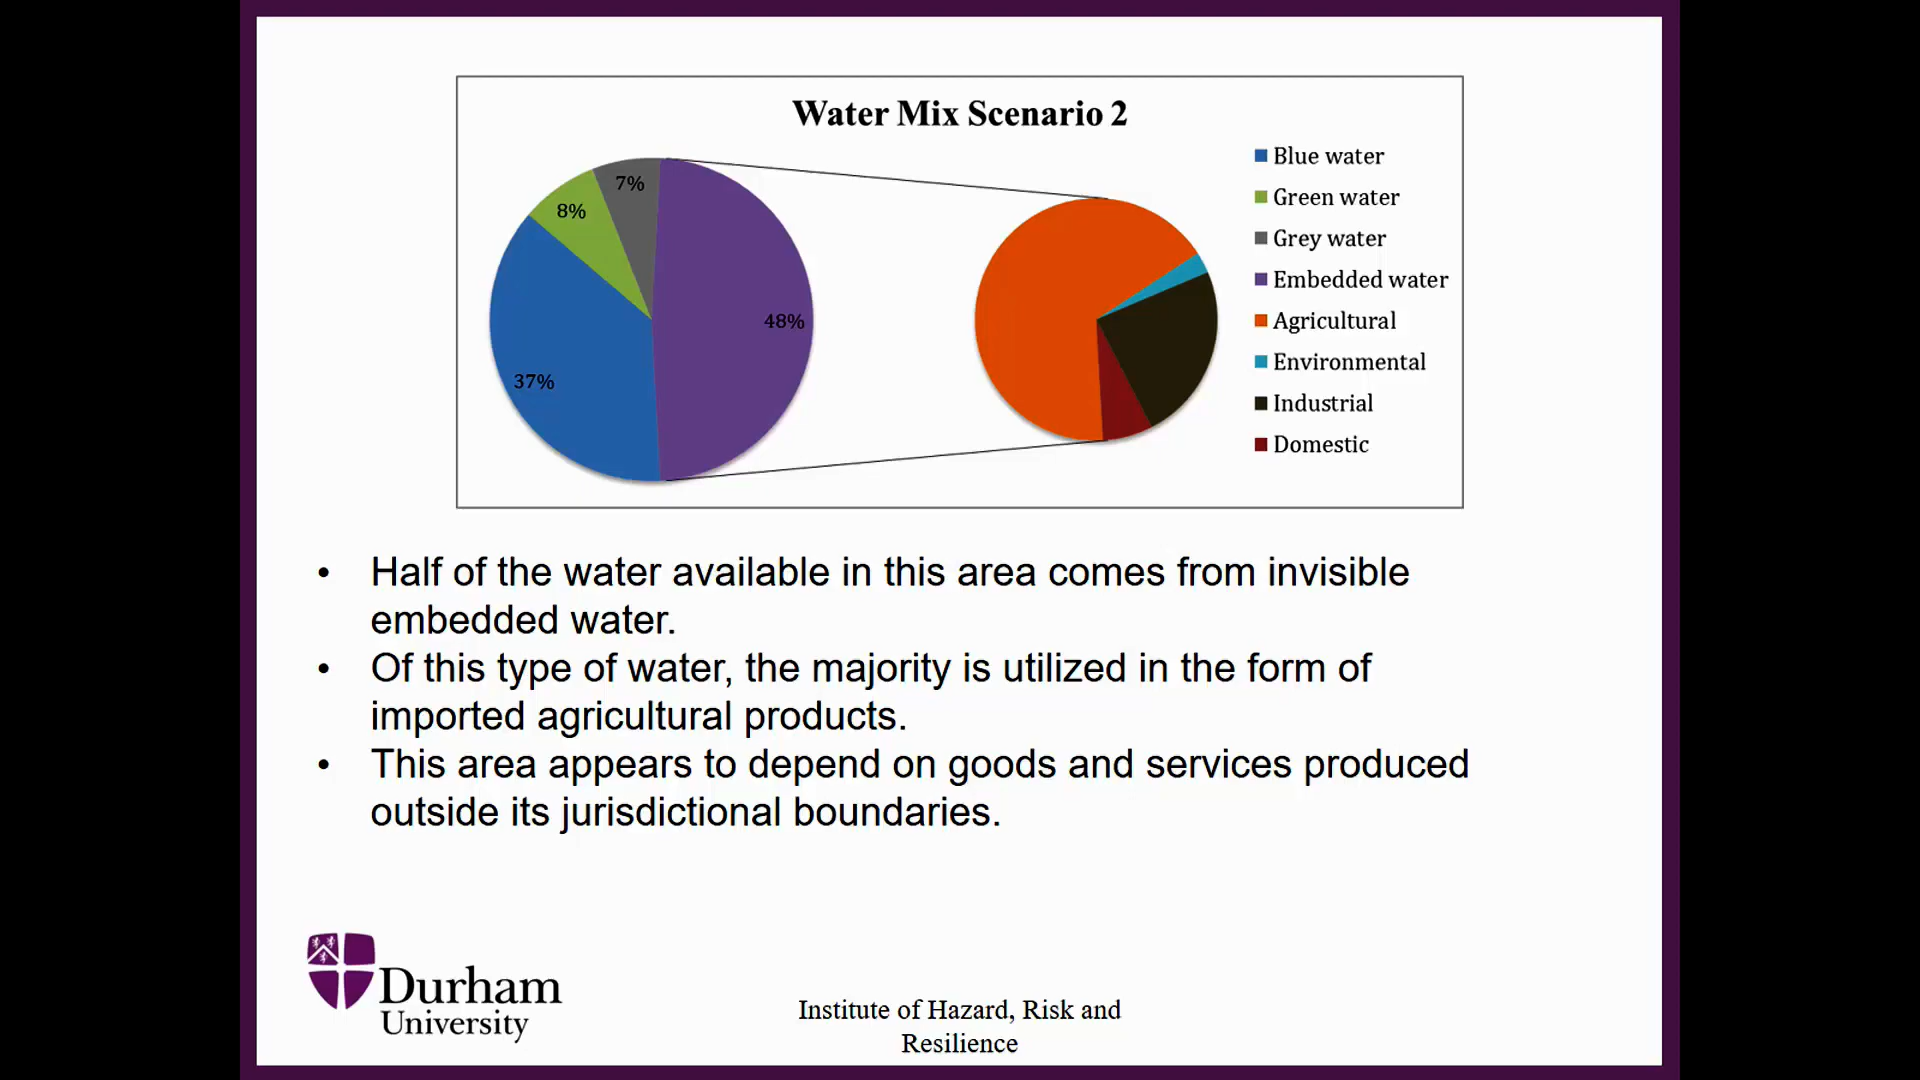 Water Mix Scenario 2
7%
8%
48%
37%
Blue water
Green water
Grey water
Embedded water
Agricultural
Environmental
Industrial
Domestic
• Half of the water available in this area comes from invisible
embedded water.
• Of this type of water, the majority is utilized in the form of
imported agricultural products.
• This area appears to depend on goods and services produced
outside its jurisdictional boundaries.
Durham
University
Institute of Hazard, Risk and
Resilience